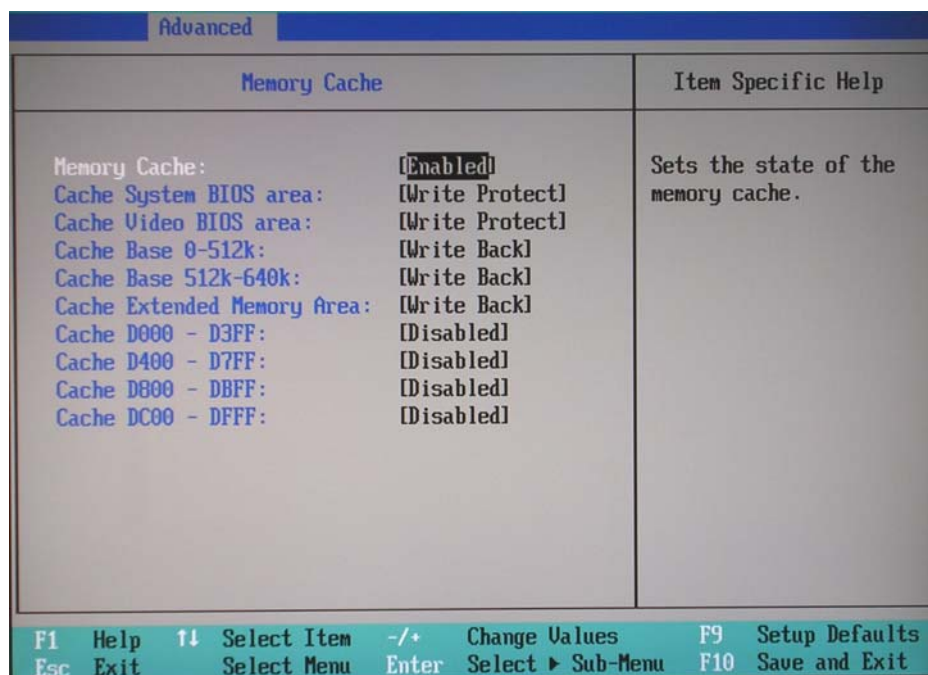 Advanced
Memory Cache
Item Specific Help
Memory Cache: [Enabled]
Cache System BIOS area: [Write Protect]
Cache Video BIOS area: [Write Protect]
Cache Base 0-512k: [Write Back]
Cache Base 512k-640k: [Write Back]
Cache Extended Memory Area: [Write Back]
Cache D000 - D3FF: [Disabled]
Cache D400 - D7FF: [Disabled]
Cache D800 - DBFF: [Disabled]
Cache DC00 - DFFF: [Disabled]
Sets the state of the
memory cache.
F1 Help ↑↓ Select Item -/+ Change Values F9 Setup Defaults
Esc Exit Select Menu Enter Select ▶ Sub-Menu F10 Save and Exit